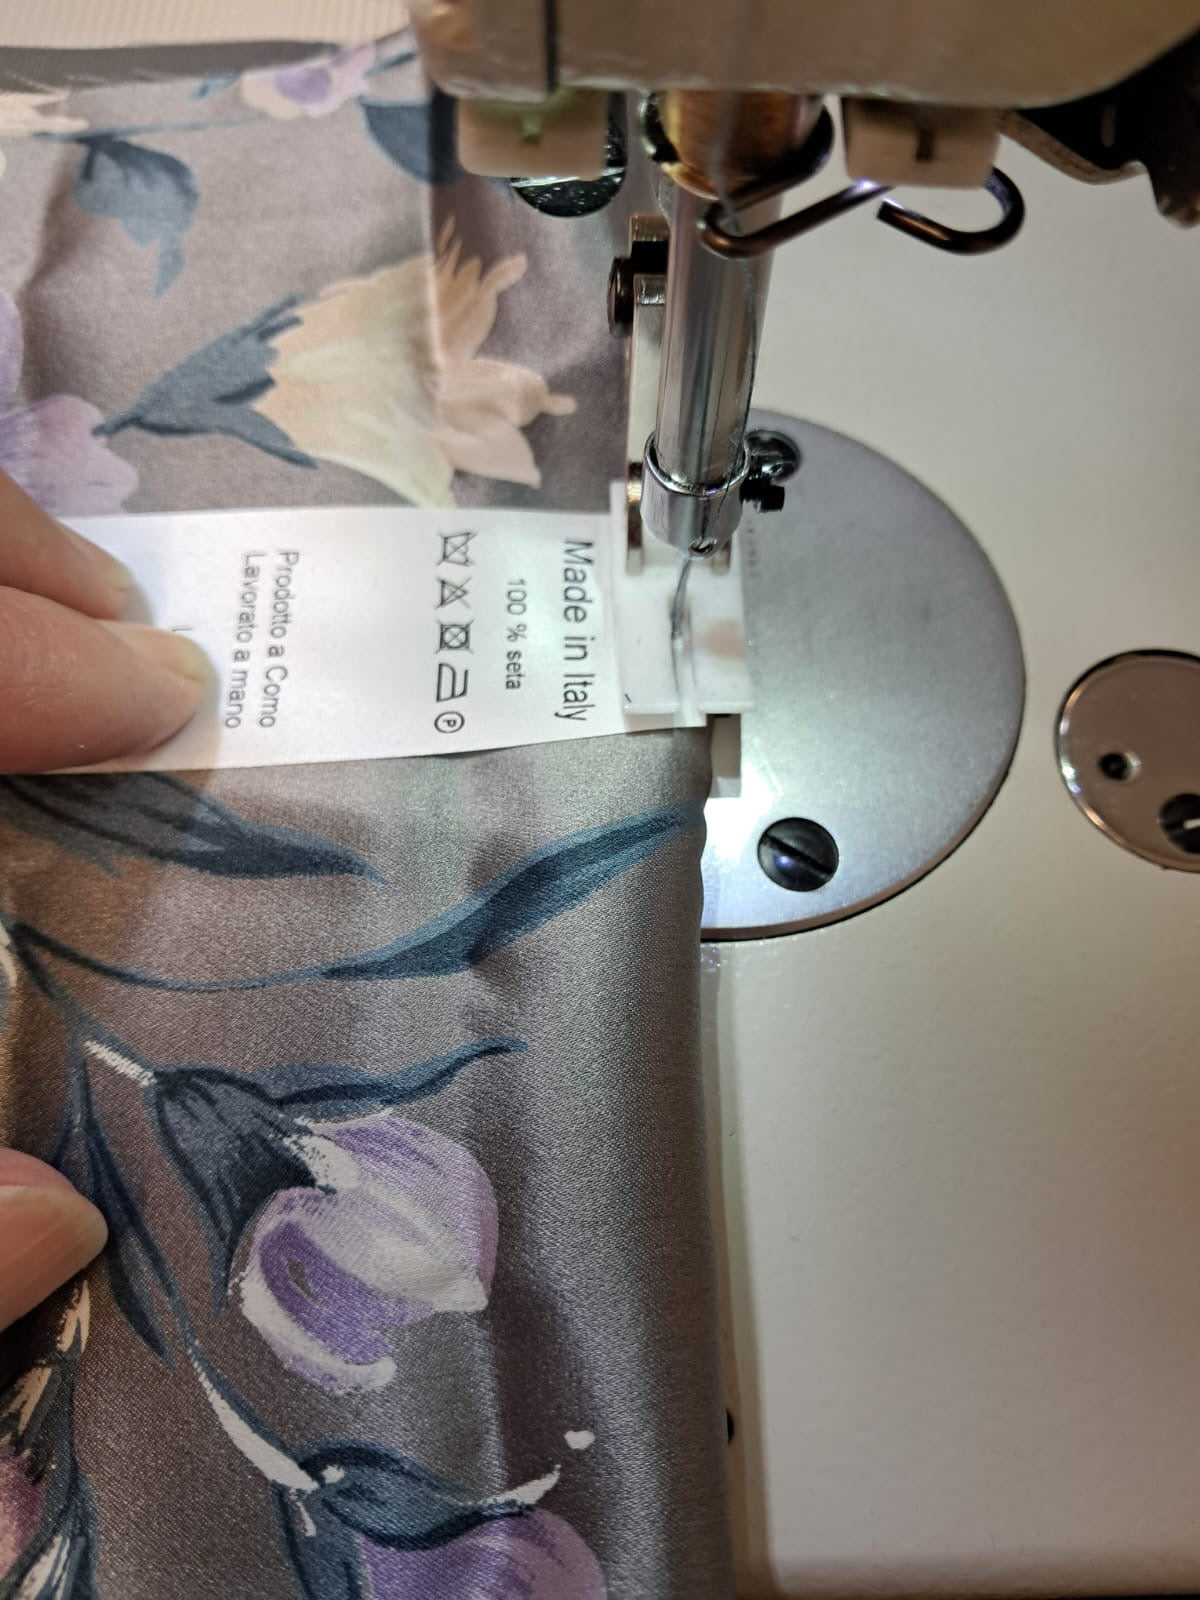 Made in Italy
100 % seta
Prodotto a Como
Lavorato a mano